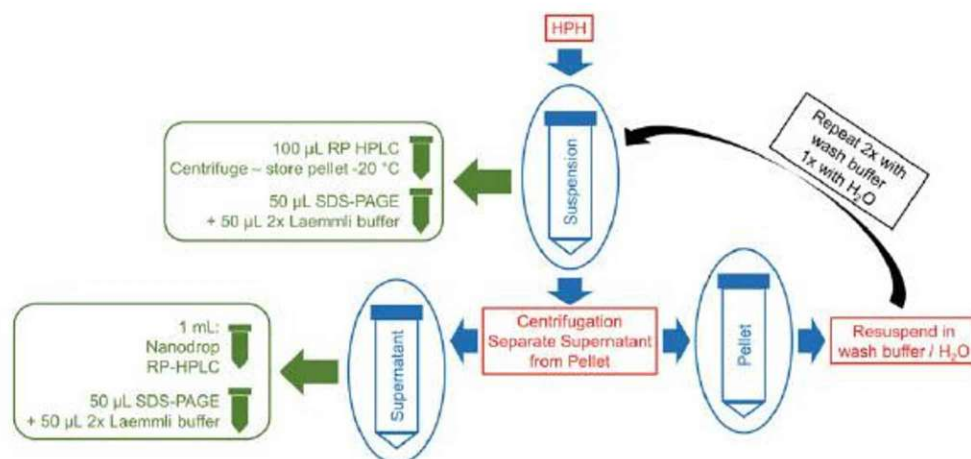 HPH
Suspension
100 µL RP HPLC
Centrifuge – store pellet -20 °C
50 µL SDS-PAGE
+ 50 µL 2x Laemmli buffer
Repeat 2x with
wash buffer
1x with H₂O
Centrifugation
Separate Supernatant
from Pellet
Supernatant
Pellet
Resuspend in
wash buffer / H₂O
1 mL:
Nanodrop
RP-HPLC
50 µL SDS-PAGE
+ 50 µL 2x Laemmli buffer